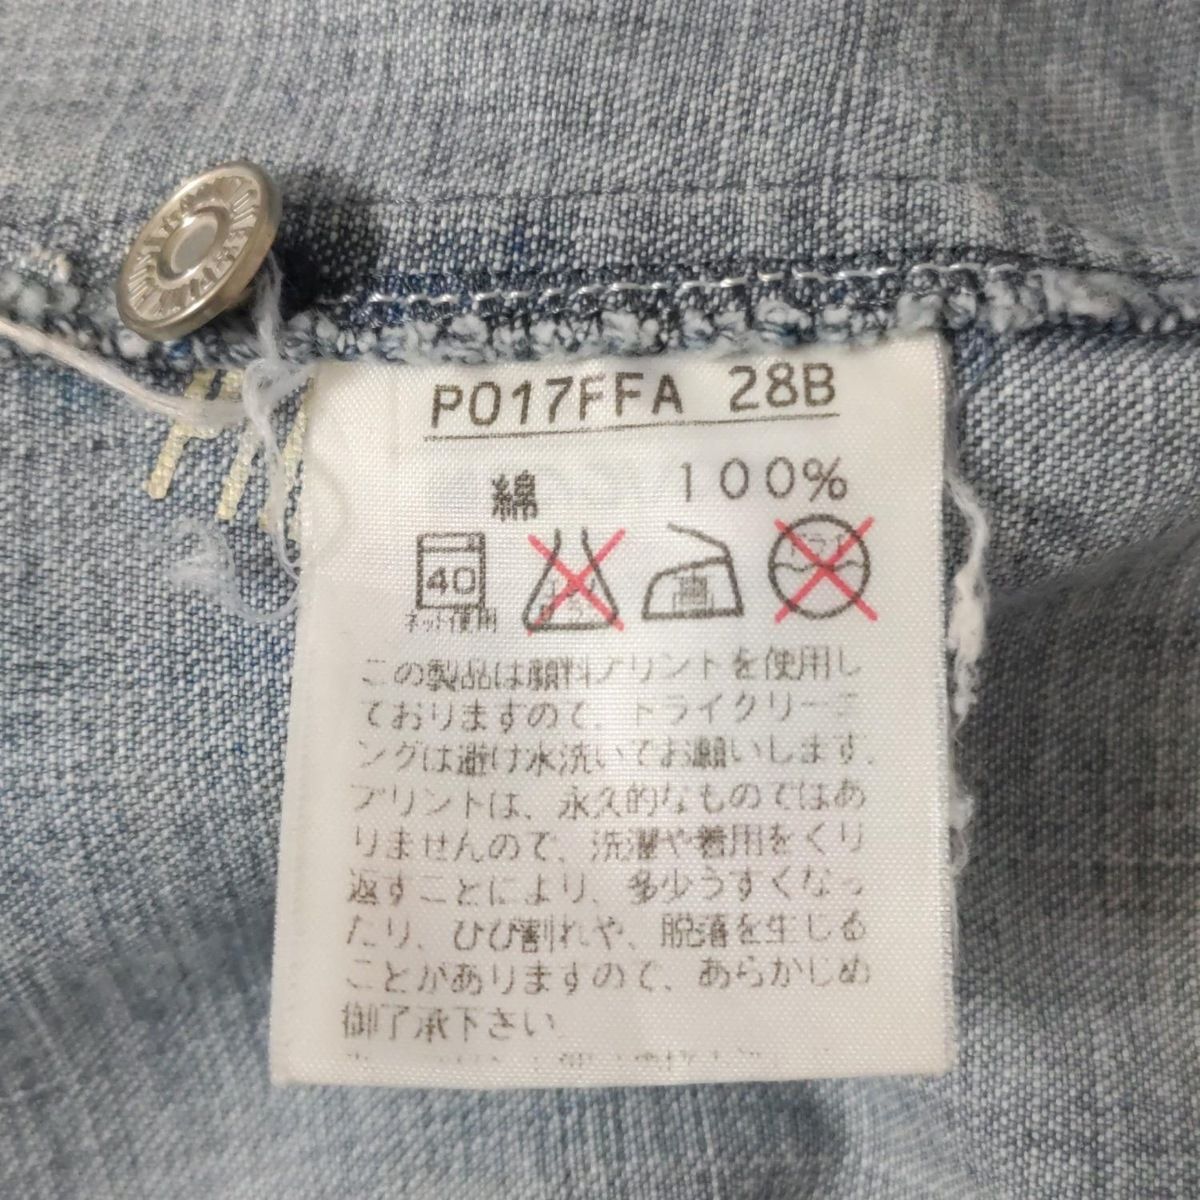 P017FFA 28B
綿 100%
40
ネット使用
ドライ
この製品は顔料プリントを使用し
ておりますので、ドライクリーニ
ングは避け水洗いでお願いします。
プリントは、永久的なものではあ
りませんので、洗濯や着用をくり
返すことにより、多少うすくなっ
たり、ひび割れや、脱落を生じる
ことがありますので、あらかじめ
御了承下さい